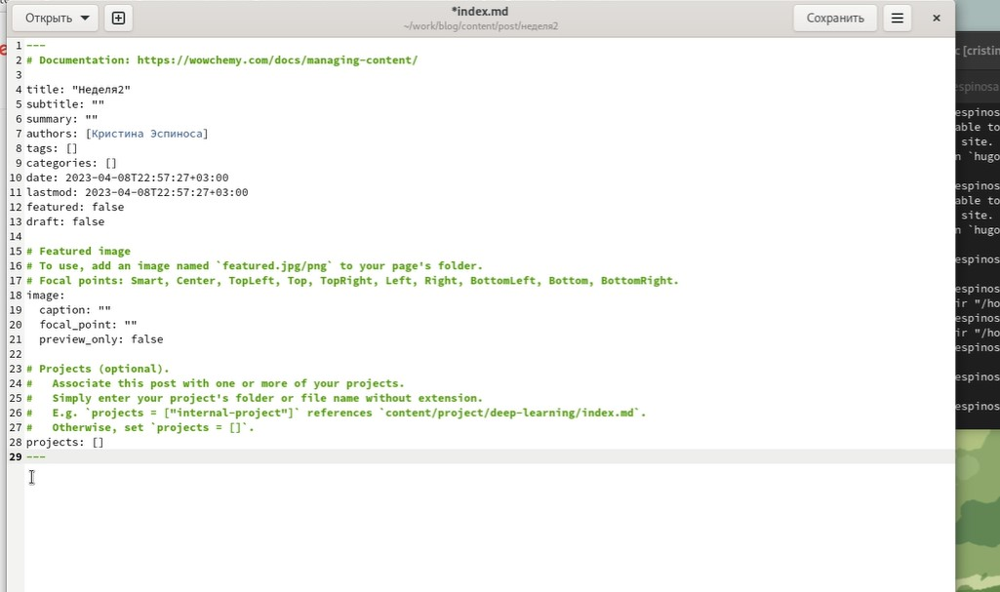 Открыть
*index.md
~/work/blog/content/post/неделя2
Сохранить
1 ---
2 # Documentation: https://wowchemy.com/docs/managing-content/
3
4 title: "Неделя2"
5 subtitle: ""
6 summary: ""
7 authors: [Кристина Эспиноса]
8 tags: []
9 categories: []
10 date: 2023-04-08T22:57:27+03:00
11 lastmod: 2023-04-08T22:57:27+03:00
12 featured: false
13 draft: false
14
15 # Featured image
16 # To use, add an image named `featured.jpg/png` to your page's folder.
17 # Focal points: Smart, Center, TopLeft, Top, TopRight, Left, Right, BottomLeft, Bottom, BottomRight.
18 image:
19   caption: ""
20   focal_point: ""
21   preview_only: false
22
23 # Projects (optional).
24 #   Associate this post with one or more of your projects.
25 #   Simply enter your project's folder or file name without extension.
26 #   E.g. `projects = ["internal-project"]` references `content/project/deep-learning/index.md`.
27 #   Otherwise, set `projects = []`.
28 projects: []
29 ---
[cristin
espinosa
espinos
able to
site.
n `hugo
espinos
able to
site.
n `hugo
espinos
espinos
ir "/ho
espinos
ir "/ho
espinos
espinos
espinos